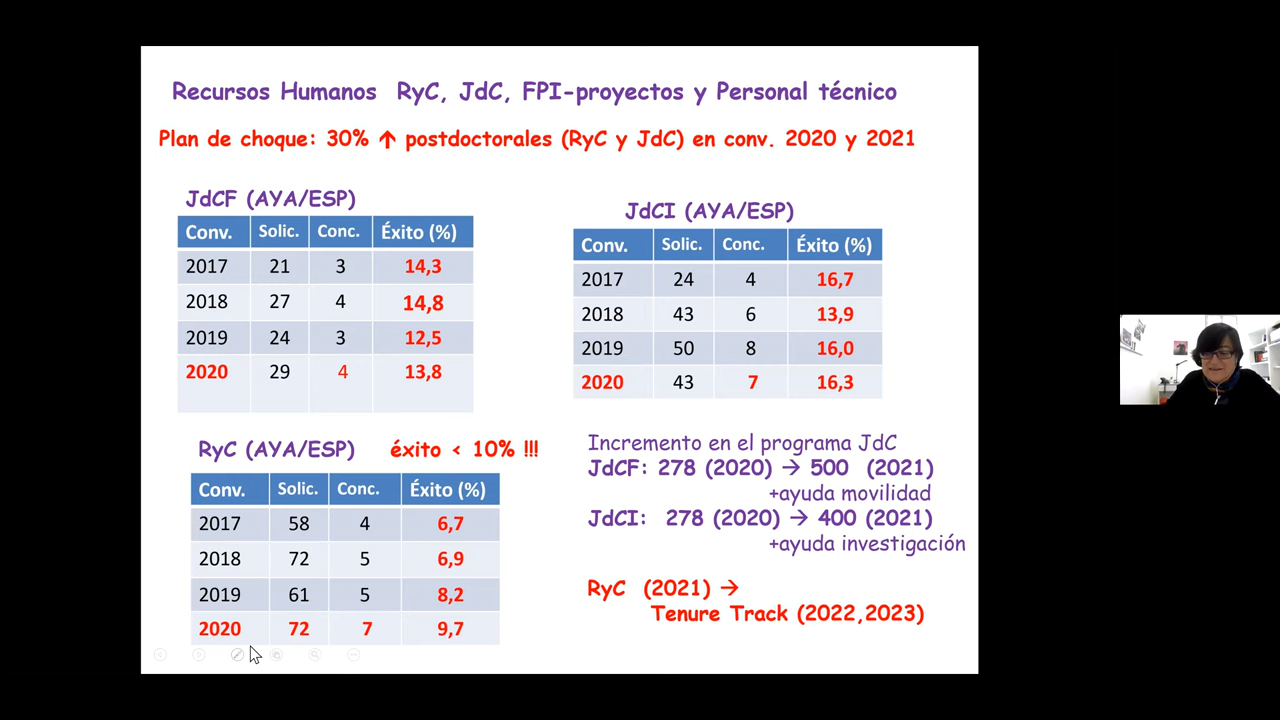 Recursos Humanos RyC, JdC, FPI-proyectos y Personal técnico
Plan de choque: 30% ↑ postdoctorales (RyC y JdC) en conv. 2020 y 2021
JdCF (AYA/ESP)
Conv. Solic. Conc. Éxito (%)
2017 21 3 14,3
2018 27 4 14,8
2019 24 3 12,5
2020 29 4 13,8
JdCI (AYA/ESP)
Conv. Solic. Conc. Éxito (%)
2017 24 4 16,7
2018 43 6 13,9
2019 50 8 16,0
2020 43 7 16,3
RyC (AYA/ESP) éxito < 10% !!!
Conv. Solic. Conc. Éxito (%)
2017 58 4 6,7
2018 72 5 6,9
2019 61 5 8,2
2020 72 7 9,7
Incremento en el programa JdC
JdCF: 278 (2020) → 500 (2021)
+ayuda movilidad
JdCI: 278 (2020) → 400 (2021)
+ayuda investigación
RyC (2021) →
Tenure Track (2022,2023)